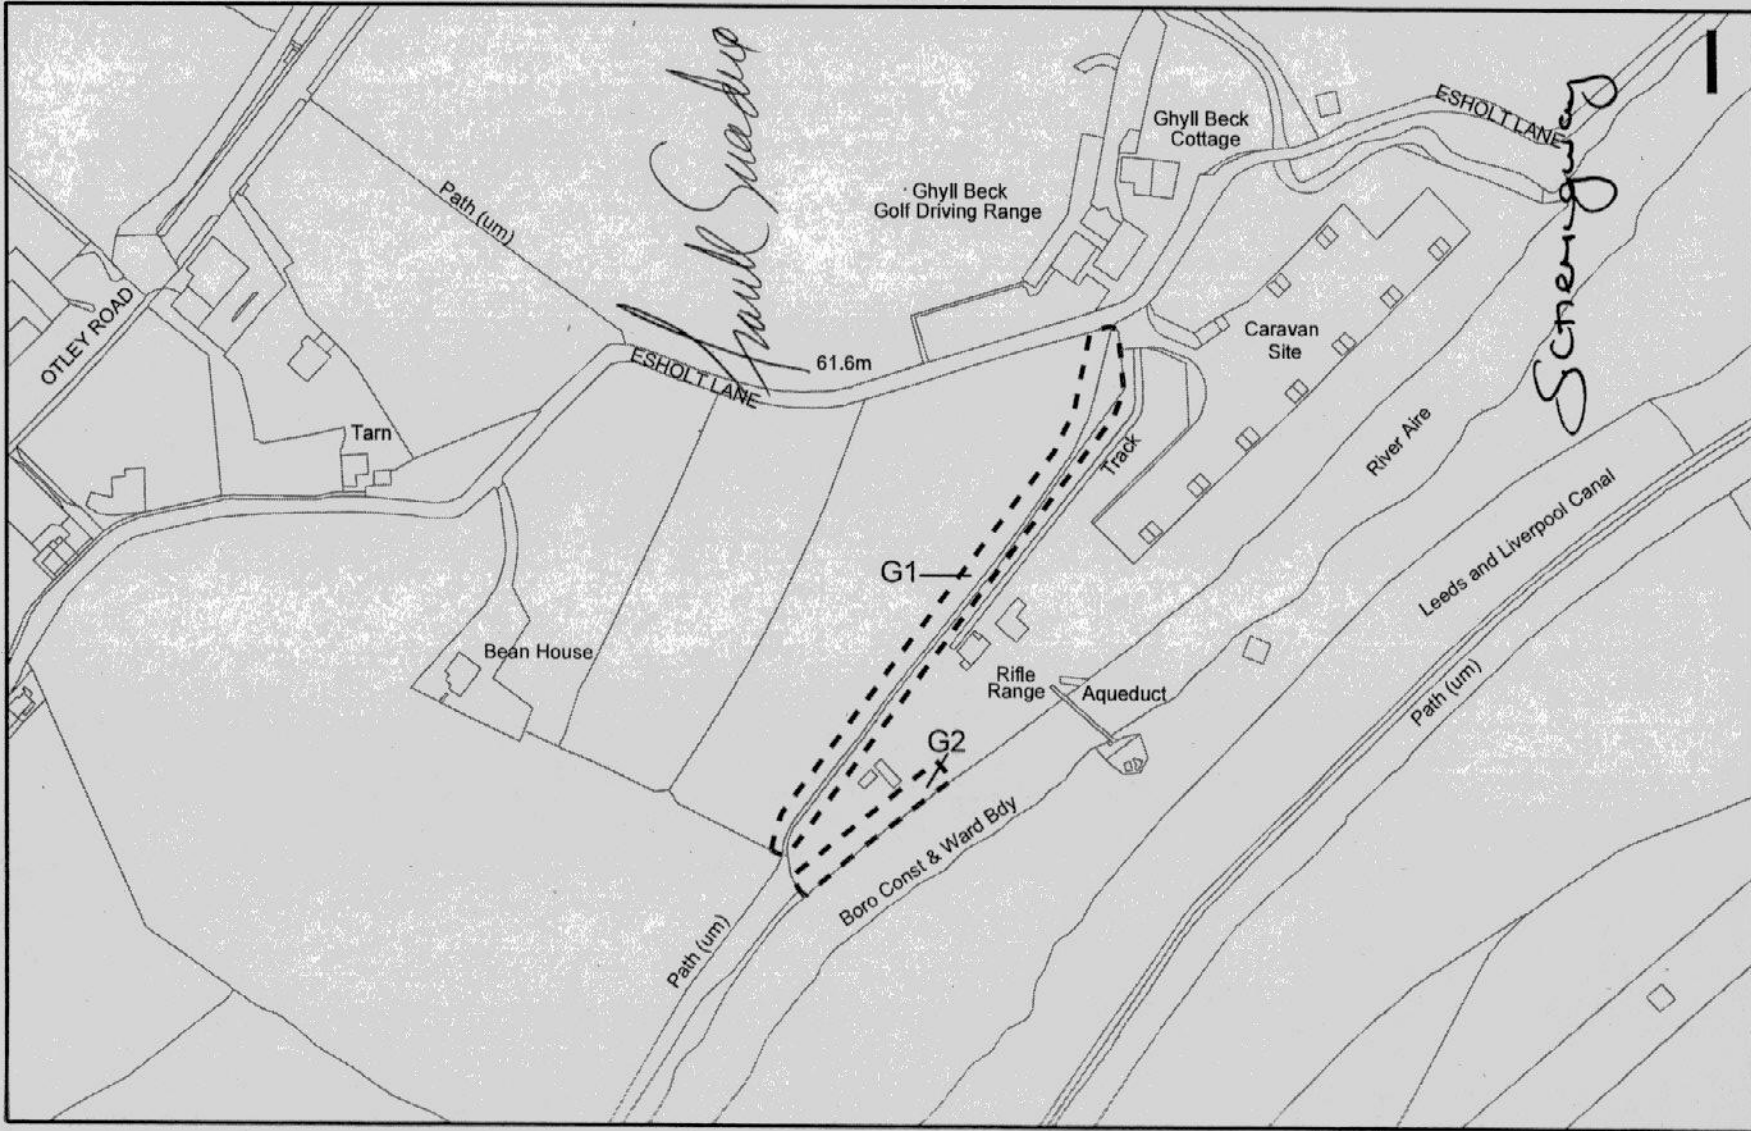 ESHOLT LANE
Ghyll Beck
Cottage
Path (um)
Ghyll Beck
Golf Driving Range
OTLEY ROAD
Caravan
Site
ESHOLT LANE
61.6m
Tarn
River Aire
Track
Leeds and Liverpool Canal
G1
Bean House
Rifle
Range
Aqueduct
Path (um)
G2
Boro Const & Ward Bdy
Path (um)